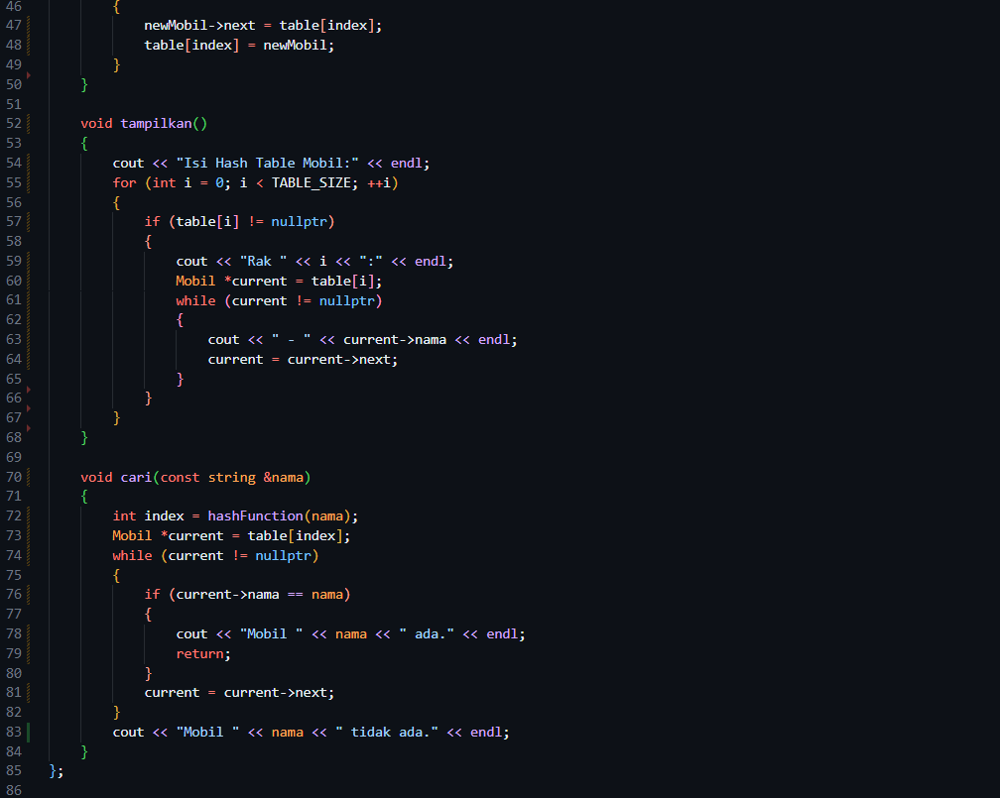 46 {
47 newMobil->next = table[index];
48 table[index] = newMobil;
49 }
50 }
51
52 void tampilkan()
53 {
54 cout << "Isi Hash Table Mobil:" << endl;
55 for (int i = 0; i < TABLE_SIZE; ++i)
56 {
57 if (table[i] != nullptr)
58 {
59 cout << "Rak " << i << ":" << endl;
60 Mobil *current = table[i];
61 while (current != nullptr)
62 {
63 cout << " - " << current->nama << endl;
64 current = current->next;
65 }
66 }
67 }
68 }
69
70 void cari(const string &nama)
71 {
72 int index = hashFunction(nama);
73 Mobil *current = table[index];
74 while (current != nullptr)
75 {
76 if (current->nama == nama)
77 {
78 cout << "Mobil " << nama << " ada." << endl;
79 return;
80 }
81 current = current->next;
82 }
83 cout << "Mobil " << nama << " tidak ada." << endl;
84 }
85 };
86